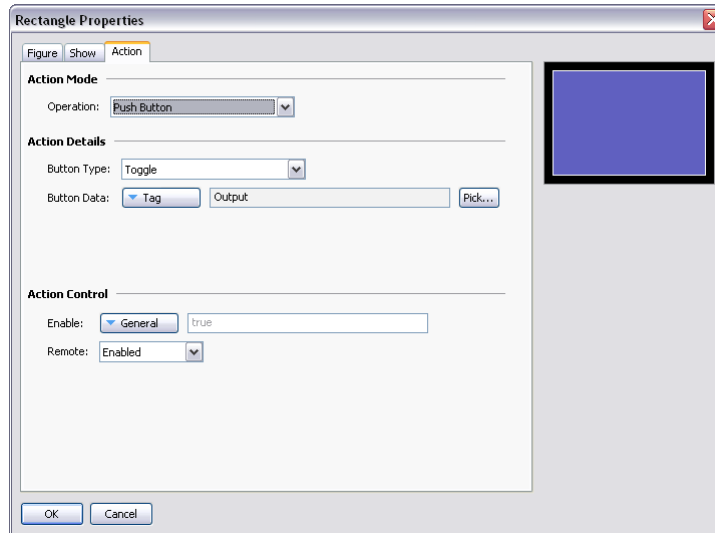 Rectangle Properties
Figure Show Action
Action Mode
Operation: Push Button
Action Details
Button Type: Toggle
Button Data: Tag Output Pick...
Action Control
Enable: General true
Remote: Enabled
OK Cancel